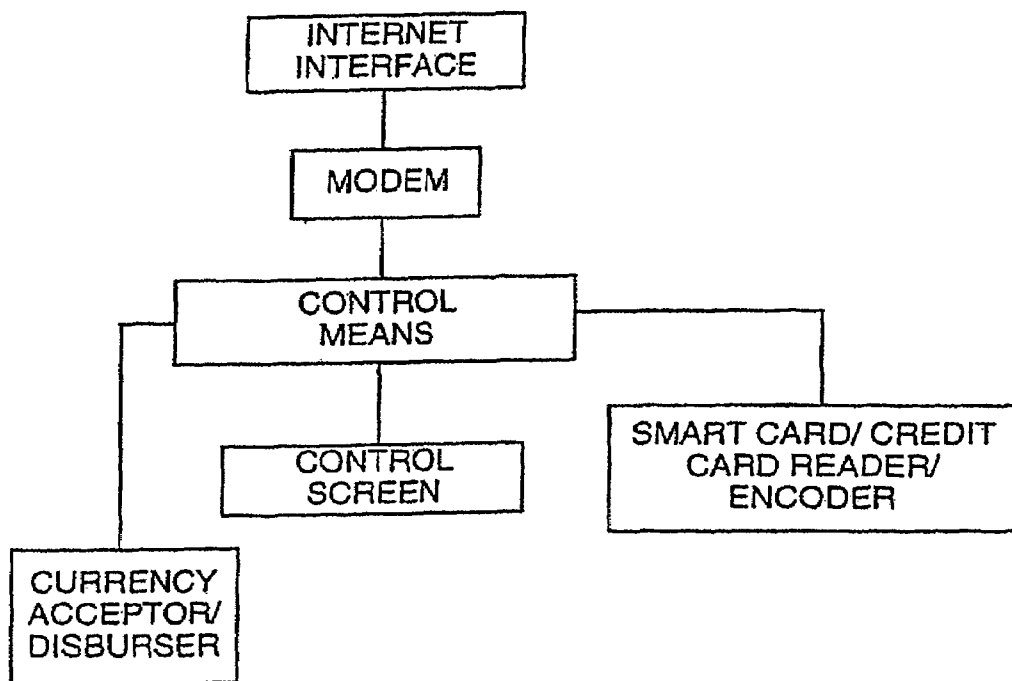 INTERNET
INTERFACE
MODEM
CONTROL
MEANS
CONTROL
SCREEN
SMART CARD/ CREDIT
CARD READER/
ENCODER
CURRENCY
ACCEPTOR/
DISBURSER